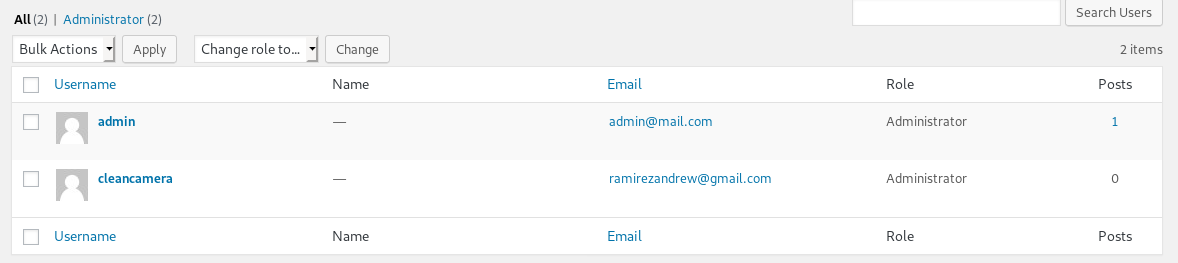 All (2) | Administrator (2)
Search Users
Bulk Actions Apply Change role to... Change 2 items
Username Name Email Role Posts
admin — admin@mail.com Administrator 1
cleancamera — ramirezandrew@gmail.com Administrator 0
Username Name Email Role Posts